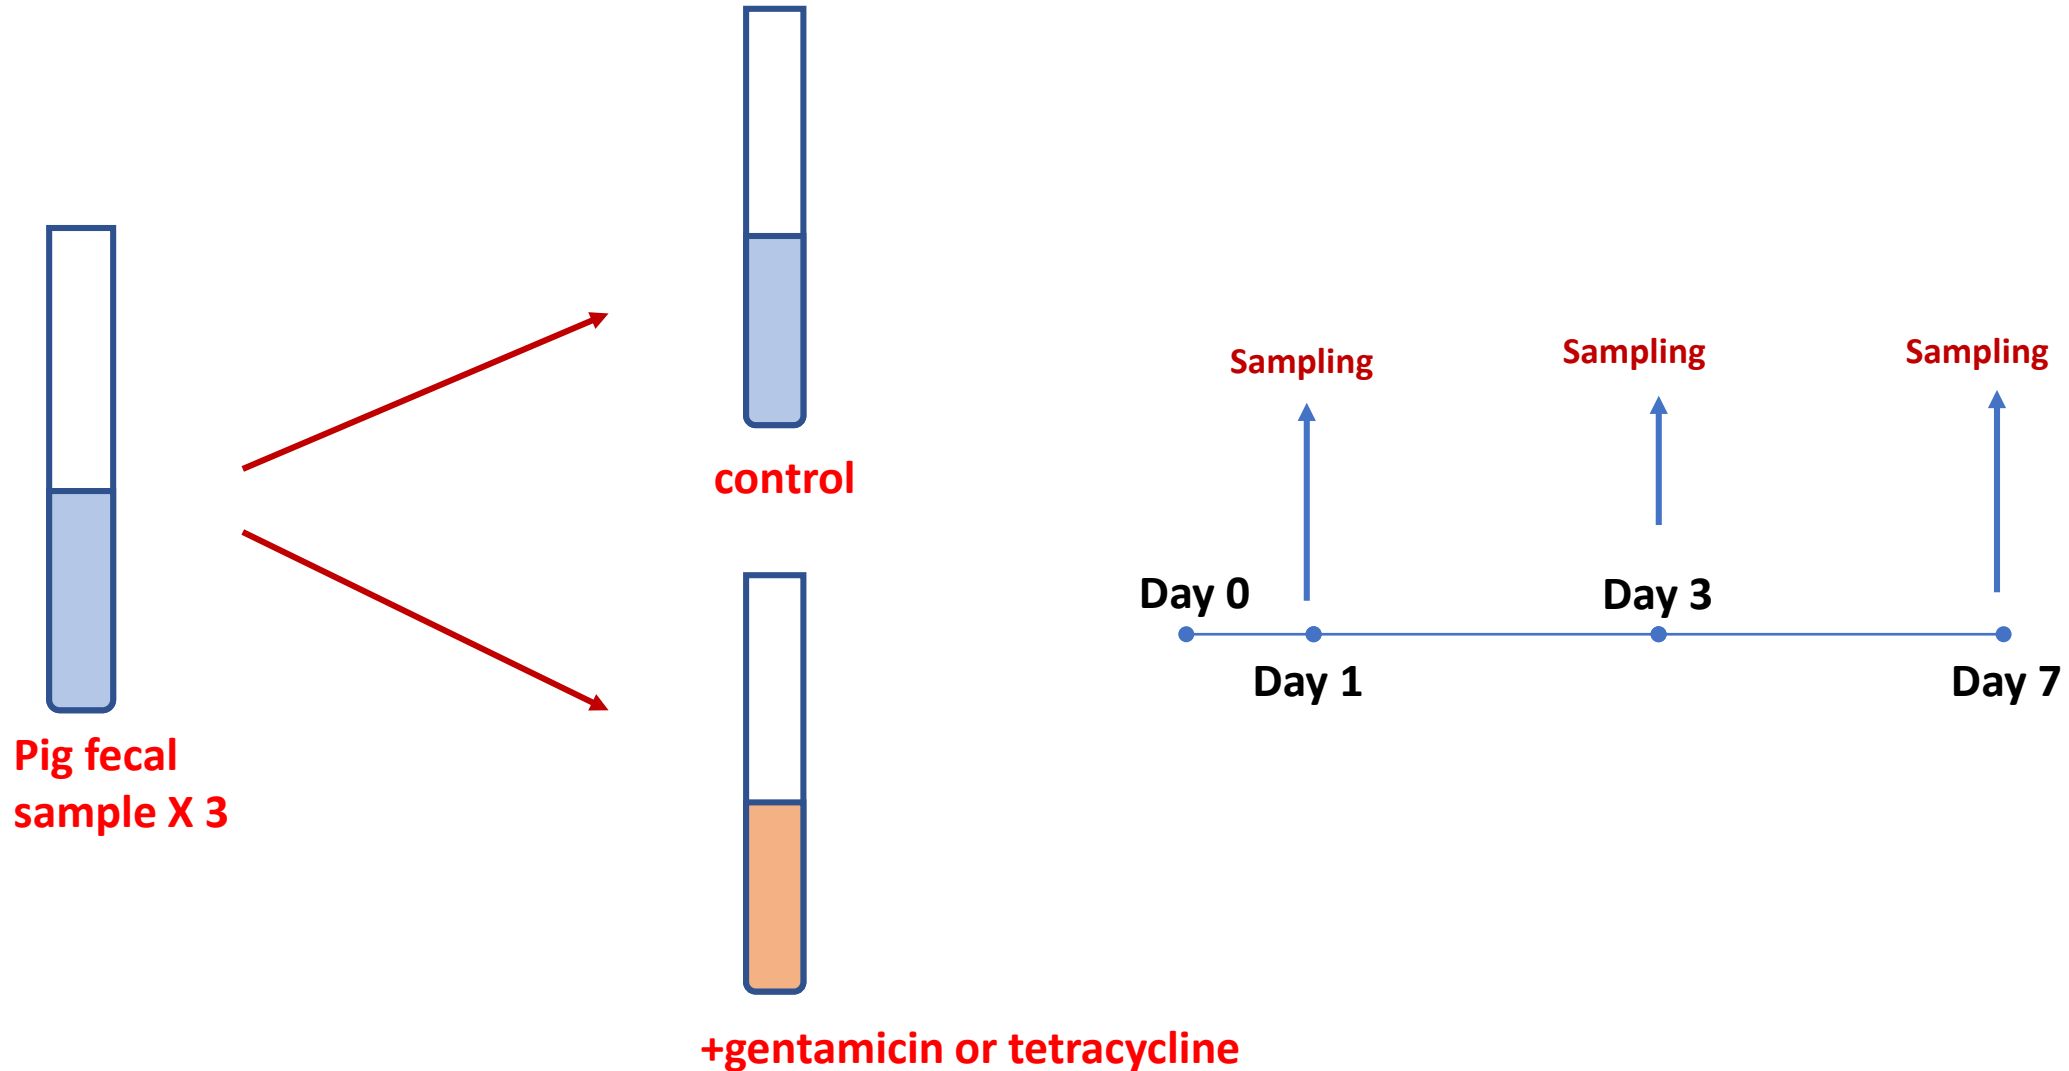 Pig fecal
sample X 3
control
+gentamicin or tetracycline
Sampling
Sampling
Sampling
Day 0
Day 3
Day 1
Day 7